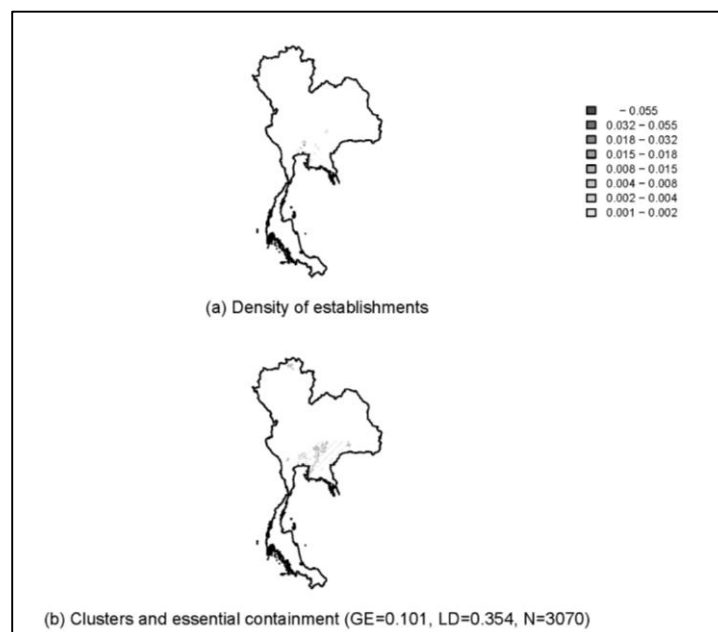 − 0.055
0.032 − 0.055
0.018 − 0.032
0.015 − 0.018
0.008 − 0.015
0.004 − 0.008
0.002 − 0.004
0.001 − 0.002
(a) Density of establishments
(b) Clusters and essential containment (GE=0.101, LD=0.354, N=3070)